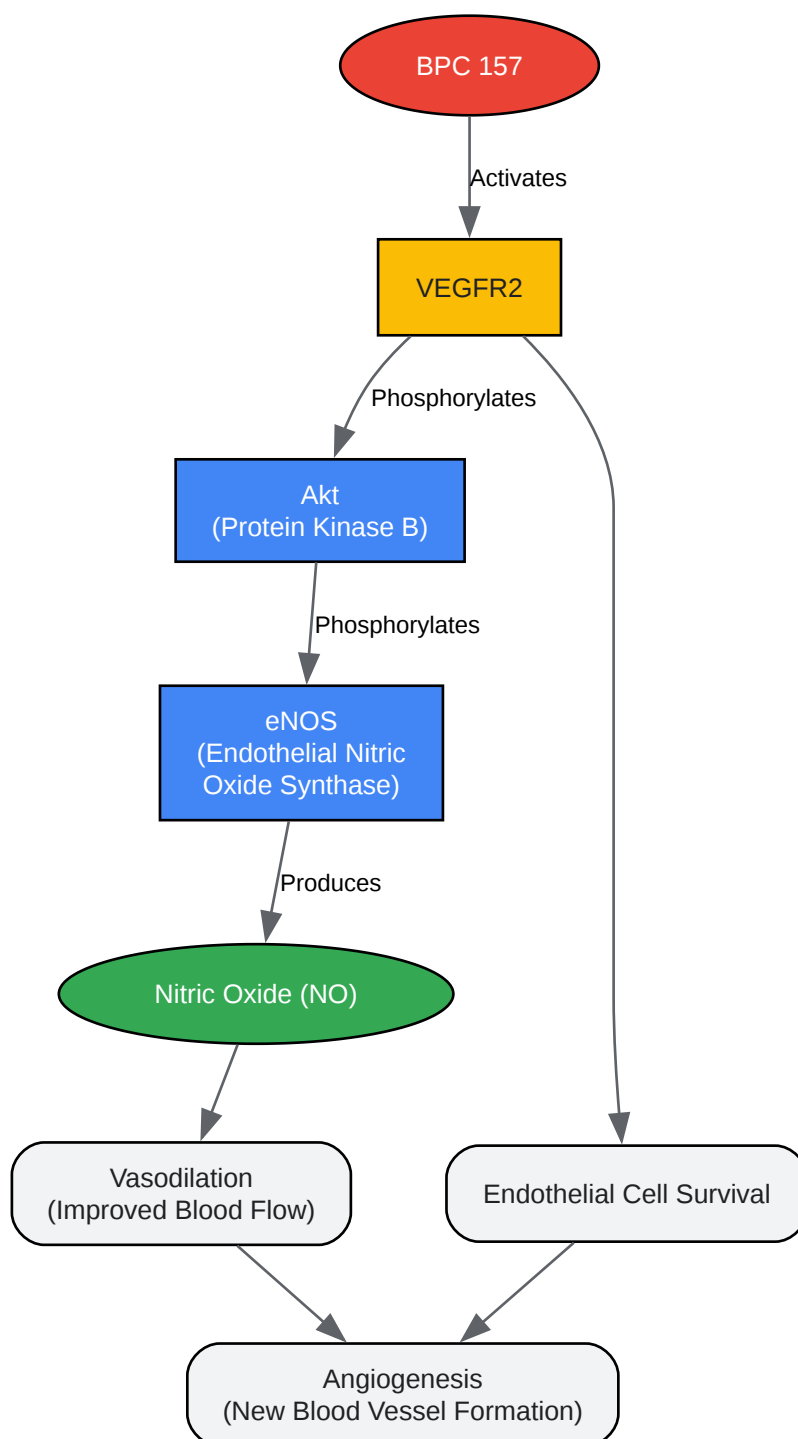 BPC 157
Activates
VEGFR2
Phosphorylates
Akt
(Protein Kinase B)
Phosphorylates
eNOS
(Endothelial Nitric
Oxide Synthase)
Produces
Nitric Oxide (NO)
Vasodilation
(Improved Blood Flow)
Endothelial Cell Survival
Angiogenesis
(New Blood Vessel Formation)